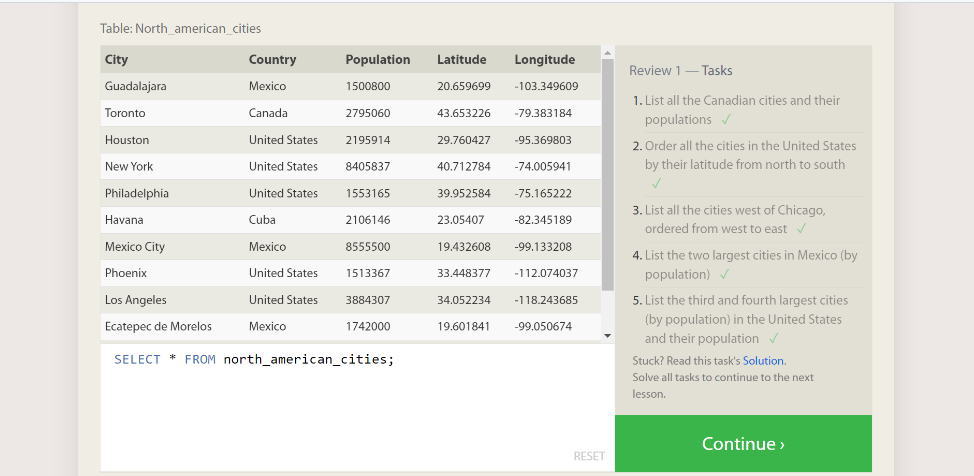 Table: North_american_cities
City Country Population Latitude Longitude
Guadalajara Mexico 1500800 20.659699 -103.349609
Toronto Canada 2795060 43.653226 -79.383184
Houston United States 2195914 29.760427 -95.369803
New York United States 8405837 40.712784 -74.005941
Philadelphia United States 1553165 39.952584 -75.165222
Havana Cuba 2106146 23.05407 -82.345189
Mexico City Mexico 8555500 19.432608 -99.133208
Phoenix United States 1513367 33.448377 -112.074037
Los Angeles United States 3884307 34.052234 -118.243685
Ecatepec de Morelos Mexico 1742000 19.601841 -99.050674
SELECT * FROM north_american_cities;
RESET
Review 1 — Tasks
1. List all the Canadian cities and their
populations ✓
2. Order all the cities in the United States
by their latitude from north to south
✓
3. List all the cities west of Chicago,
ordered from west to east ✓
4. List the two largest cities in Mexico (by
population) ✓
5. List the third and fourth largest cities
(by population) in the United States
and their population ✓
Stuck? Read this task's Solution.
Solve all tasks to continue to the next
lesson.
Continue ›